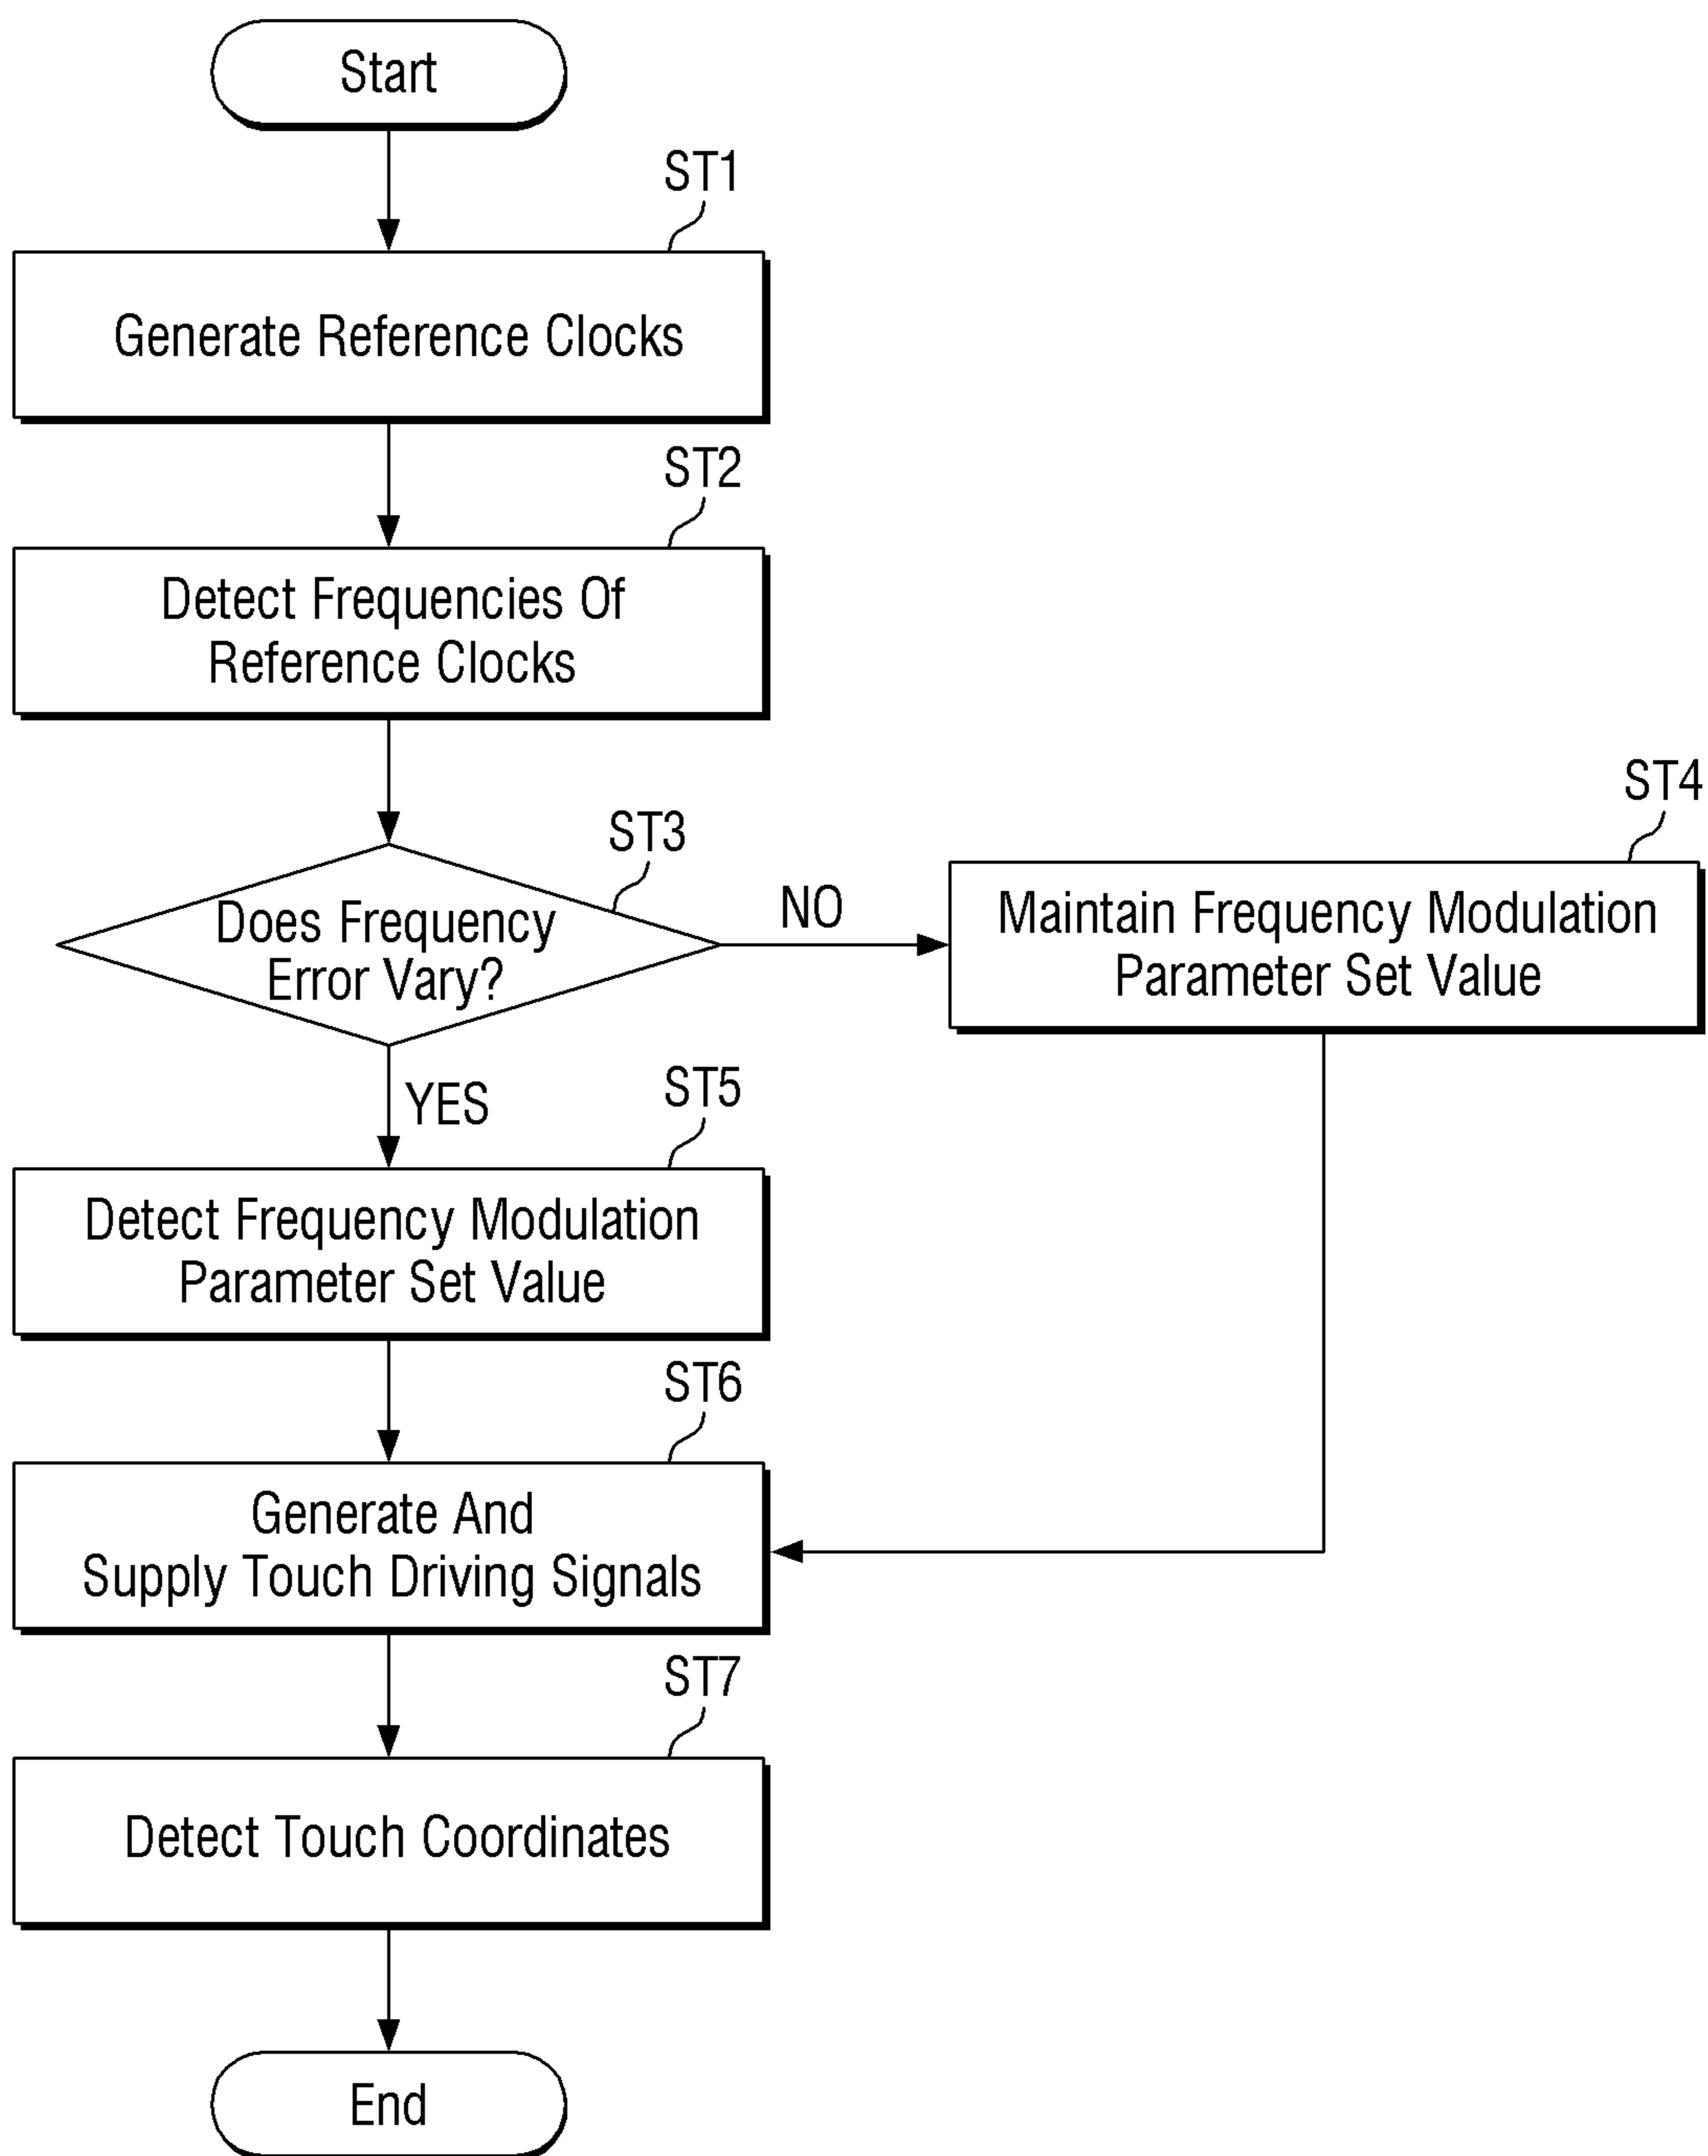 Start
ST1
Generate Reference Clocks
ST2
Detect Frequencies Of
Reference Clocks
ST3
Does Frequency
Error Vary?
NO
ST4
Maintain Frequency Modulation
Parameter Set Value
YES
ST5
Detect Frequency Modulation
Parameter Set Value
ST6
Generate And
Supply Touch Driving Signals
ST7
Detect Touch Coordinates
End